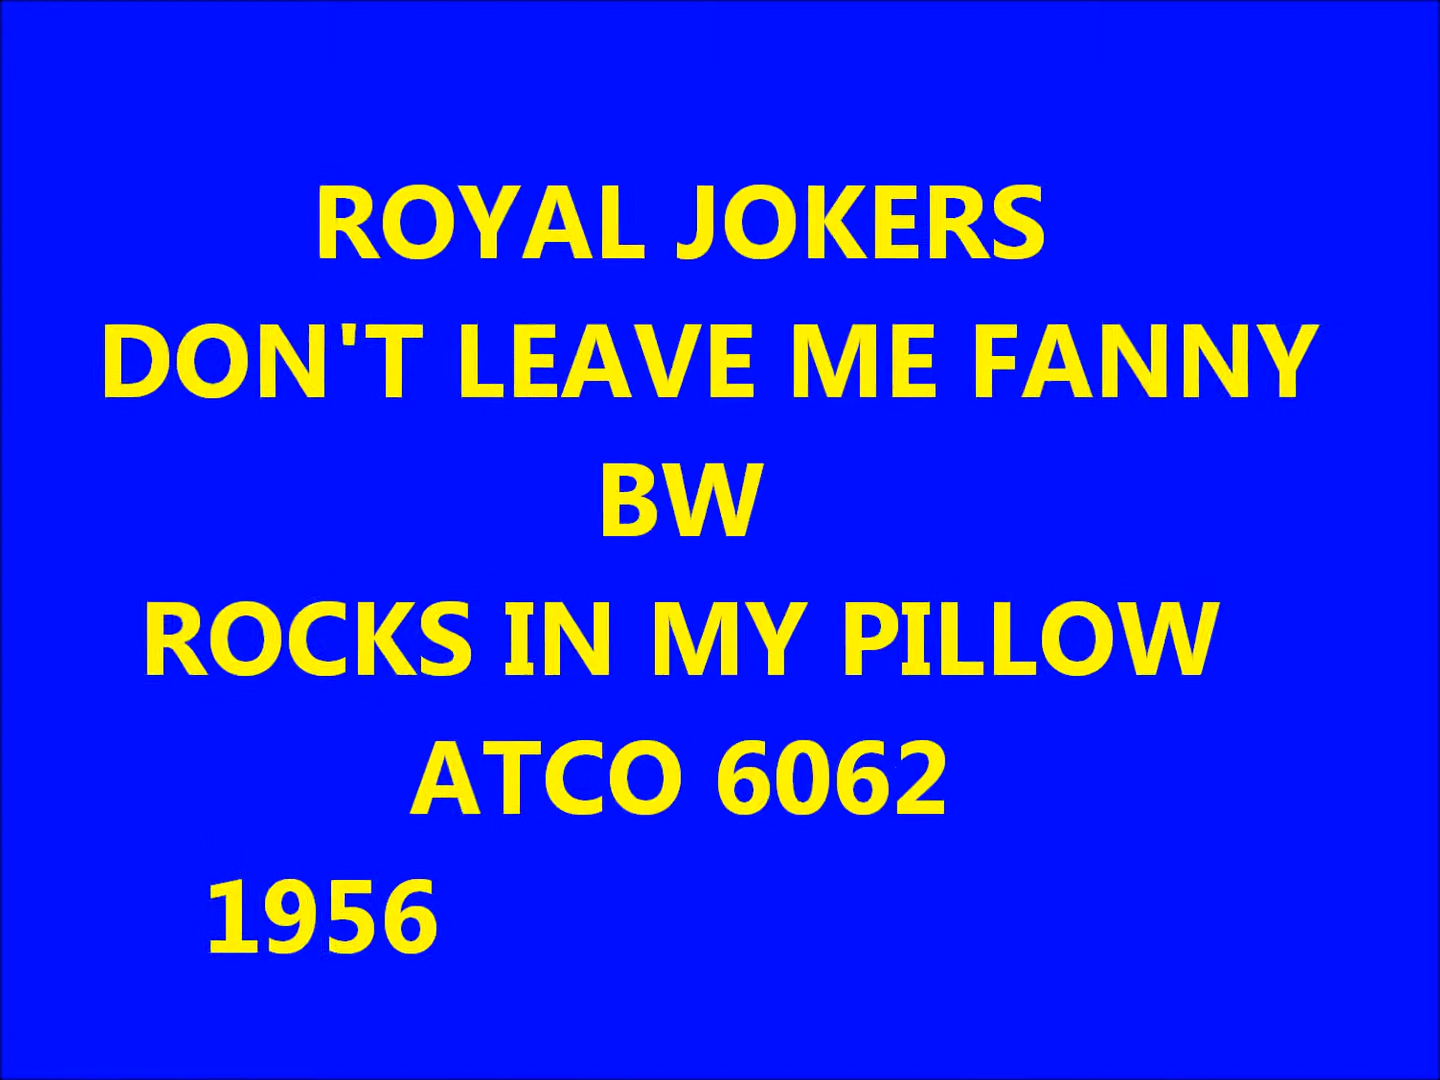 ROYAL JOKERS
DON'T LEAVE ME FANNY
BW
ROCKS IN MY PILLOW
ATCO 6062
1956